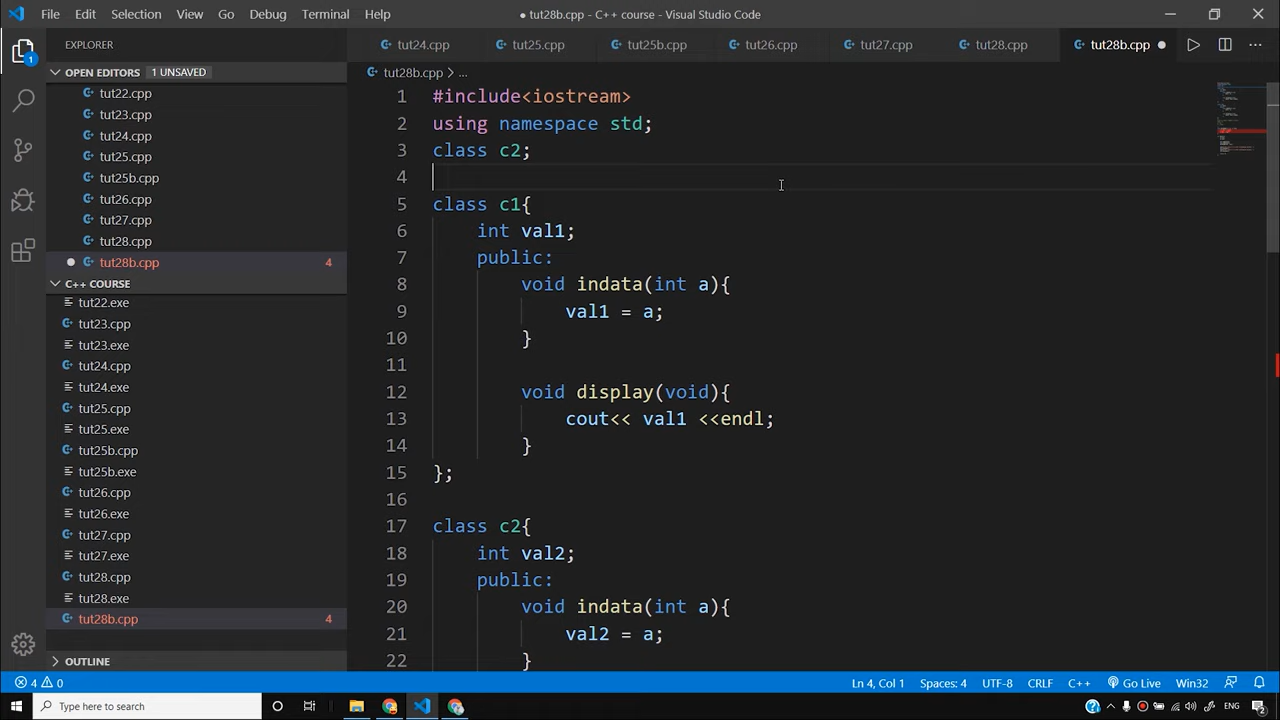 File Edit Selection View Go Debug Terminal Help
● tut28b.cpp - C++ course - Visual Studio Code
EXPLORER
tut24.cpp tut25.cpp tut25b.cpp tut26.cpp tut27.cpp tut28.cpp tut28b.cpp ●
OPEN EDITORS 1 UNSAVED
tut22.cpp
tut23.cpp
tut24.cpp
tut25.cpp
tut25b.cpp
tut26.cpp
tut27.cpp
tut28.cpp
tut28b.cpp 4
C++ COURSE
tut22.exe
tut23.cpp
tut23.exe
tut24.cpp
tut24.exe
tut25.cpp
tut25.exe
tut25b.cpp
tut25b.exe
tut26.cpp
tut26.exe
tut27.cpp
tut27.exe
tut28.cpp
tut28.exe
tut28b.cpp 4
OUTLINE
1
tut28b.cpp > ...
1 #include<iostream>
2 using namespace std;
3 class c2;
4
5 class c1{
6     int val1;
7     public:
8         void indata(int a){
9             val1 = a;
10         }
11
12         void display(void){
13             cout<< val1 <<endl;
14         }
15 };
16
17 class c2{
18     int val2;
19     public:
20         void indata(int a){
21             val2 = a;
22         }
4 0
Ln 4, Col 1 Spaces: 4 UTF-8 CRLF C++ Go Live Win32
Type here to search
ENG
2